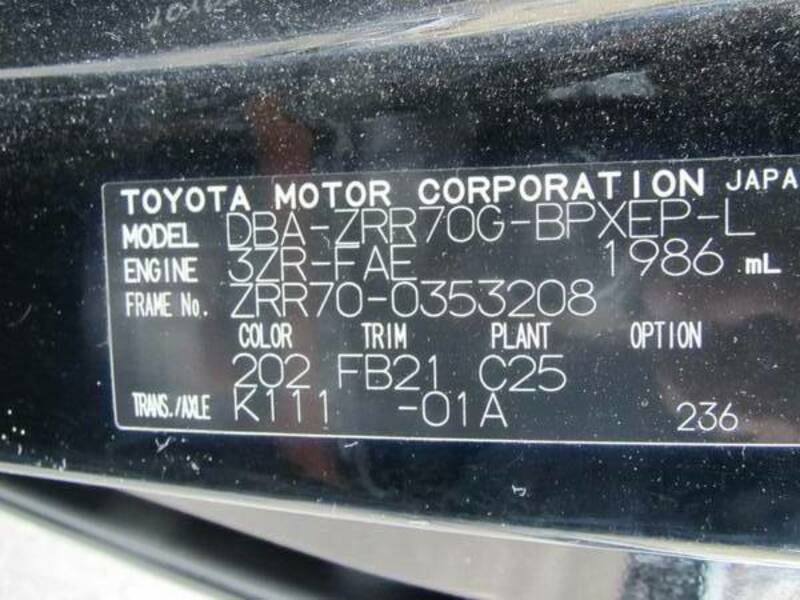 TOYOTA MOTOR CORPORATION JAPA
MODEL DBA-ZRR70G-BPXEP-L
ENGINE 3ZR-FAE 1986 mL
FRAME No. ZRR70-0353208
COLOR TRIM PLANT OPTION
202 FB21 C25
TRANS./AXLE K111 -01A 236